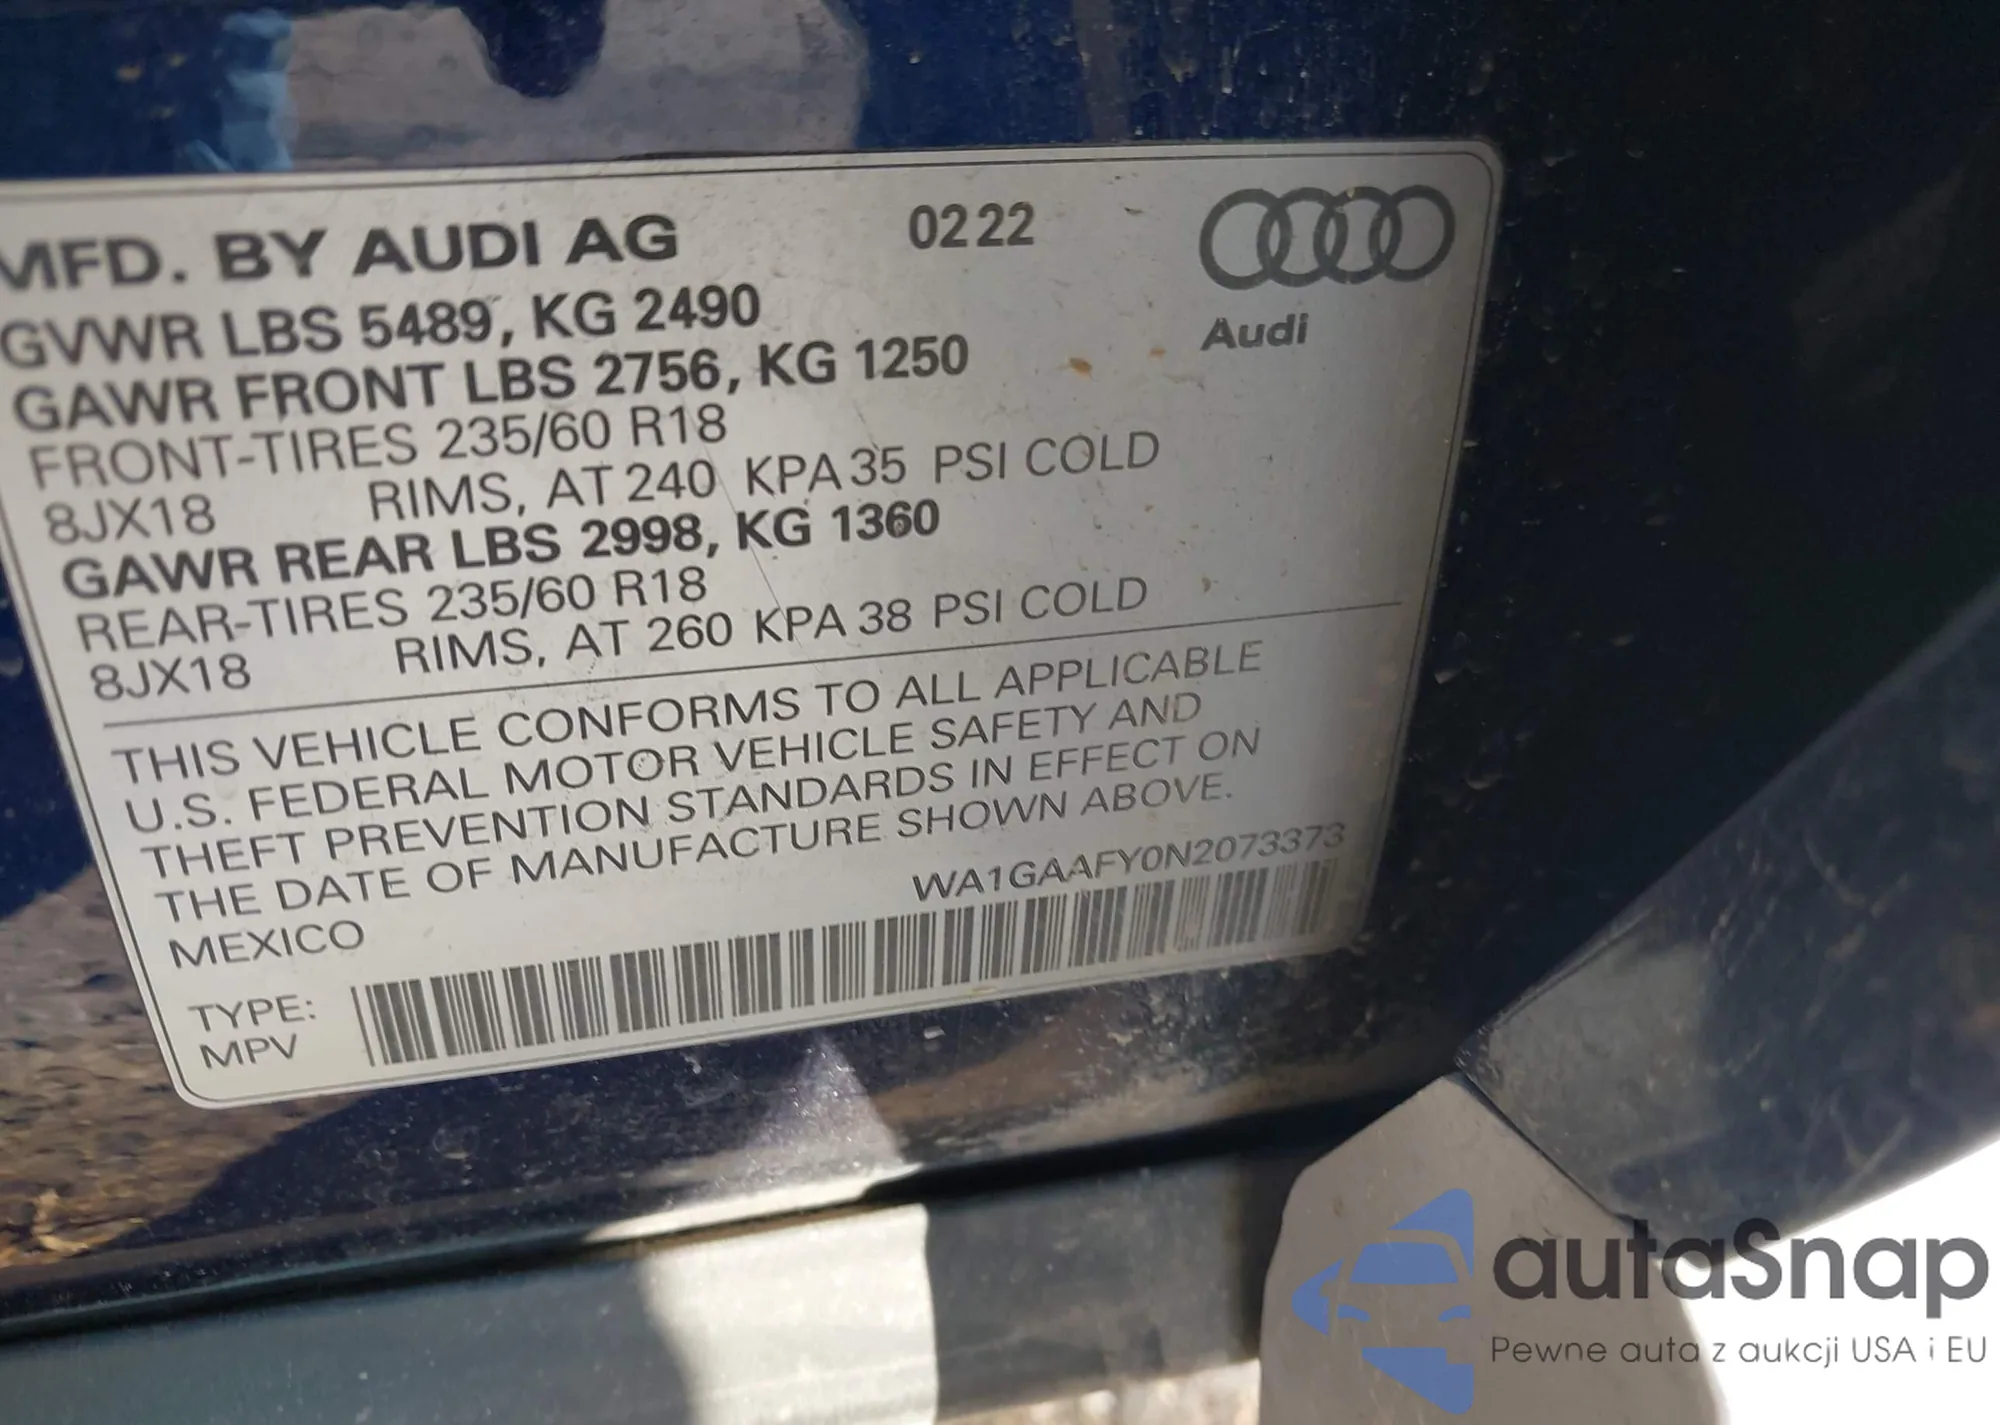 MFD. BY AUDI AG 0222
Audi
GVWR LBS 5489, KG 2490
GAWR FRONT LBS 2756, KG 1250
FRONT-TIRES 235/60 R18
8JX18 RIMS, AT 240 KPA 35 PSI COLD
GAWR REAR LBS 2998, KG 1360
REAR-TIRES 235/60 R18
8JX18 RIMS, AT 260 KPA 38 PSI COLD
THIS VEHICLE CONFORMS TO ALL APPLICABLE
U.S. FEDERAL MOTOR VEHICLE SAFETY AND
THEFT PREVENTION STANDARDS IN EFFECT ON
THE DATE OF MANUFACTURE SHOWN ABOVE.
MEXICO WA1GAAFY0N2073373
TYPE:
MPV
autaSnap
Pewne auta z aukcji USA i EU